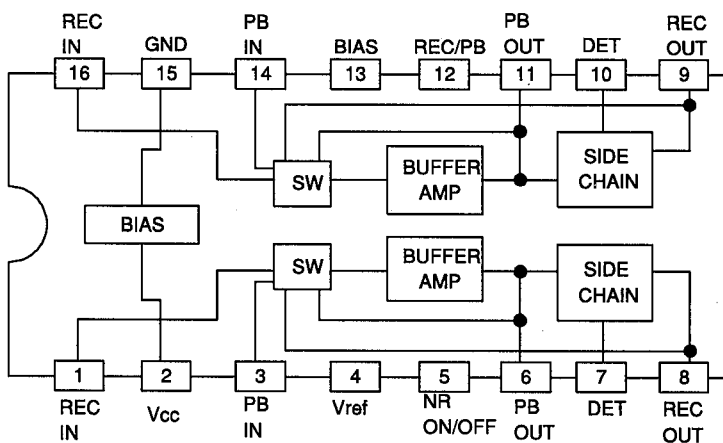 REC
IN
GND
PB
IN
BIAS
REC/PB
PB
OUT
DET
REC
OUT
16
15
14
13
12
11
10
9
SW
BUFFER
AMP
SIDE
CHAIN
BIAS
SW
BUFFER
AMP
SIDE
CHAIN
1
2
3
4
5
6
7
8
REC
IN
Vcc
PB
IN
Vref
NR
ON/OFF
PB
OUT
DET
REC
OUT